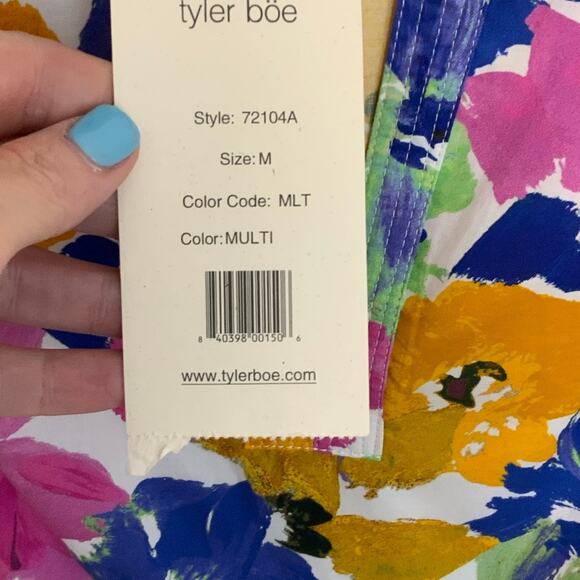 tyler böe
Style: 72104A
Size: M
Color Code: MLT
Color:MULTI
8 40398 00150 6
www.tylerboe.com